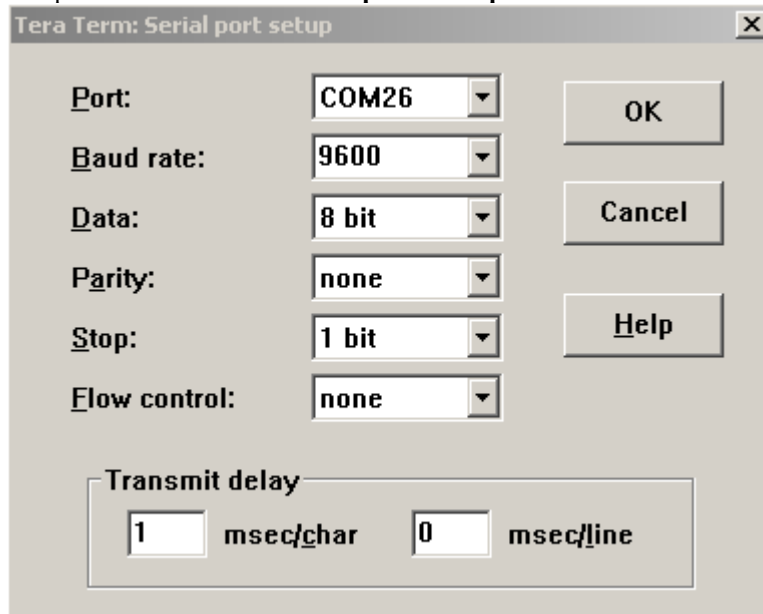 Tera Term: Serial port setup
Port: COM26 OK
Baud rate: 9600
Data: 8 bit Cancel
Parity: none
Stop: 1 bit Help
Flow control: none
Transmit delay
1 msec/char 0 msec/line